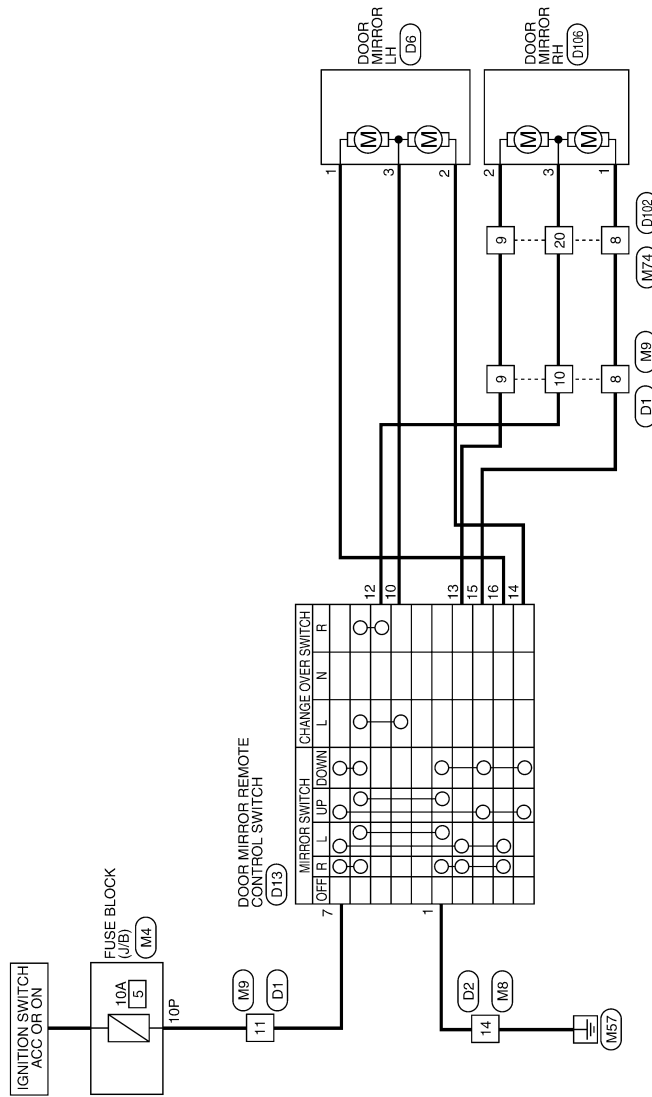 IGNITION SWITCH
ACC OR ON
FUSE BLOCK
(J/B)
M4
10A
5
10P
M9
11
D1
DOOR MIRROR REMOTE
CONTROL SWITCH
D13
7
1
D2
14
M8
M57
MIRROR SWITCH
CHANGE OVER SWITCH
OFF
R
L
UP
DOWN
L
N
R
12
10
13
15
16
14
DOOR
MIRROR
LH
D6
M
M
1
3
2
DOOR
MIRROR
RH
D106
M
M
2
3
1
9
20
8
D102
M74
9
10
8
M9
D1